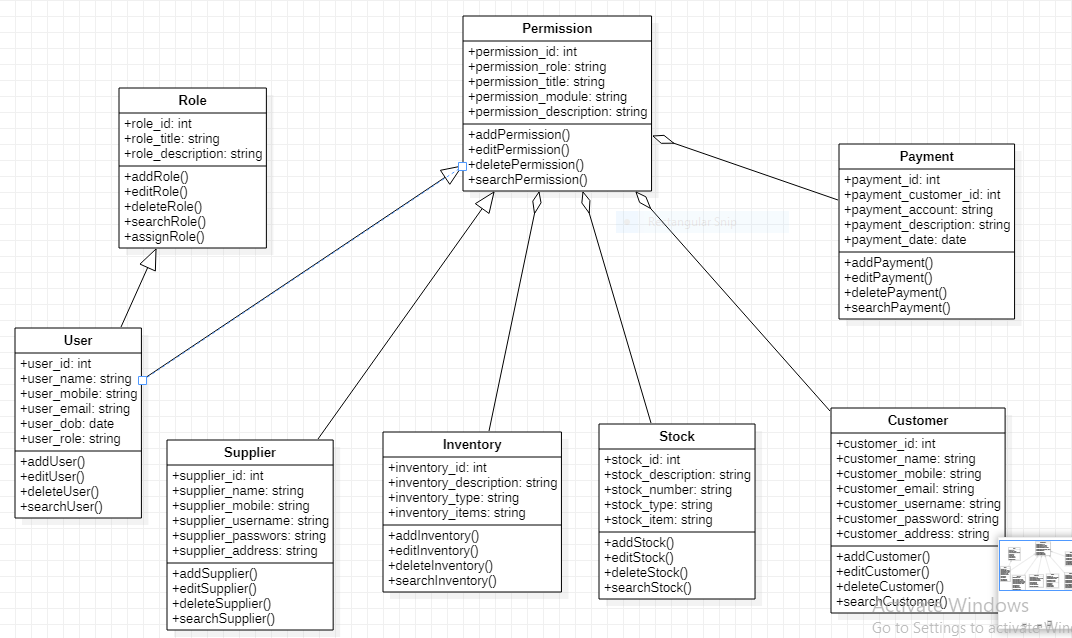 Permission
+permission_id: int
+permission_role: string
+permission_title: string
+permission_module: string
+permission_description: string
+addPermission()
+editPermission()
+deletePermission()
+searchPermission()
Role
+role_id: int
+role_title: string
+role_description: string
+addRole()
+editRole()
+deleteRole()
+searchRole()
+assignRole()
Payment
+payment_id: int
+payment_customer_id: int
+payment_account: string
+payment_description: string
+payment_date: date
+addPayment()
+editPayment()
+deletePayment()
+searchPayment()
Rectangular Snip
User
+user_id: int
+user_name: string
+user_mobile: string
+user_email: string
+user_dob: date
+user_role: string
+addUser()
+editUser()
+deleteUser()
+searchUser()
Supplier
+supplier_id: int
+supplier_name: string
+supplier_mobile: string
+supplier_username: string
+supplier_passwors: string
+supplier_address: string
+addSupplier()
+editSupplier()
+deleteSupplier()
+searchSupplier()
Inventory
+inventory_id: int
+inventory_description: string
+inventory_type: string
+inventory_items: string
+addInventory()
+editInventory()
+deleteInventory()
+searchInventory()
Stock
+stock_id: int
+stock_description: string
+stock_number: string
+stock_type: string
+stock_item: string
+addStock()
+editStock()
+deleteStock()
+searchStock()
Customer
+customer_id: int
+customer_name: string
+customer_mobile: string
+customer_email: string
+customer_username: string
+customer_password: string
+customer_address: string
+addCustomer()
+editCustomer()
+deleteCustomer()
+searchCustomer()
Activate Windows
Go to Settings to activate